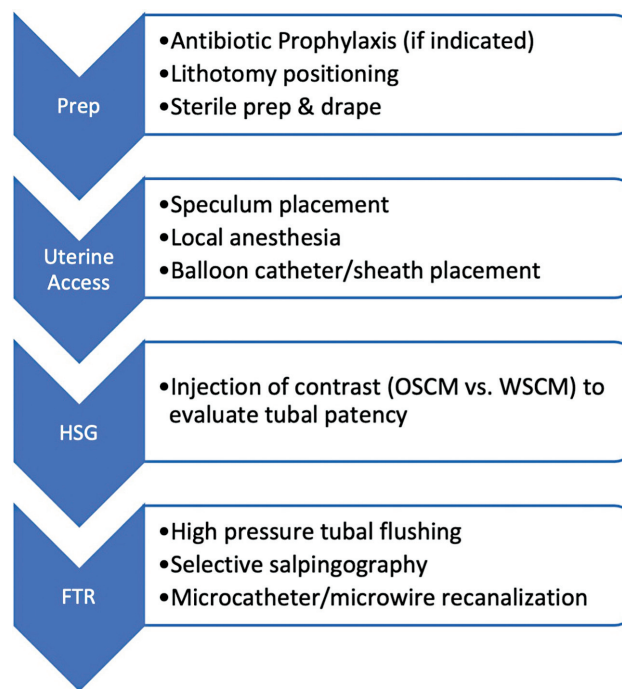 Prep
•Antibiotic Prophylaxis (if indicated)
•Lithotomy positioning
•Sterile prep & drape
Uterine
Access
•Speculum placement
•Local anesthesia
•Balloon catheter/sheath placement
HSG
•Injection of contrast (OSCM vs. WSCM) to
evaluate tubal patency
FTR
•High pressure tubal flushing
•Selective salpingography
•Microcatheter/microwire recanalization